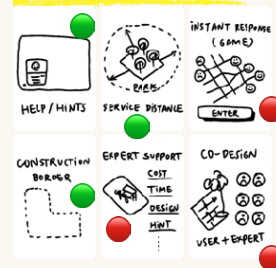 HELP / HINTS
PARIS
SERVICE DISTANCE
INSTANT RESPONSE
(GAME)
ENTER
CONSTRUCTION
BORDER
EXPERT SUPPORT
COST
TIME
DESIGN
HINT
CO-DESIGN
USER + EXPERT